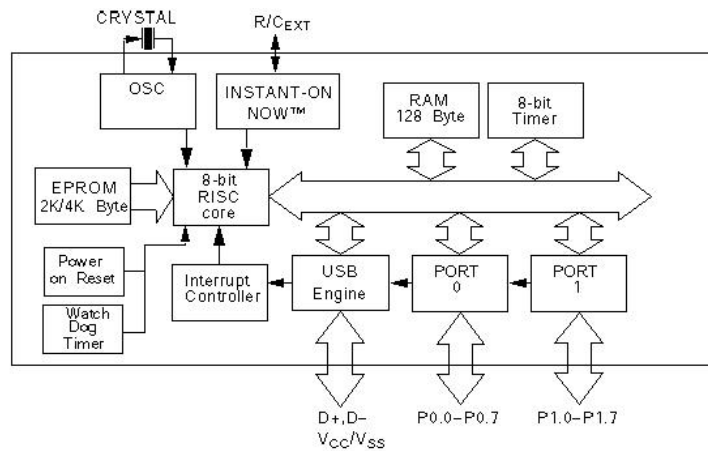 CRYSTAL
R/CEXT
OSC
INSTANT-ON
NOW™
RAM
128 Byte
8-bit
Timer
EPROM
2K/4K Byte
8-bit
RISC
core
Power
on Reset
Interrupt
Controller
USB
Engine
PORT
0
PORT
1
Watch
Dog
Timer
D+,D–
VCC/VSS
P0.0–P0.7
P1.0–P1.7